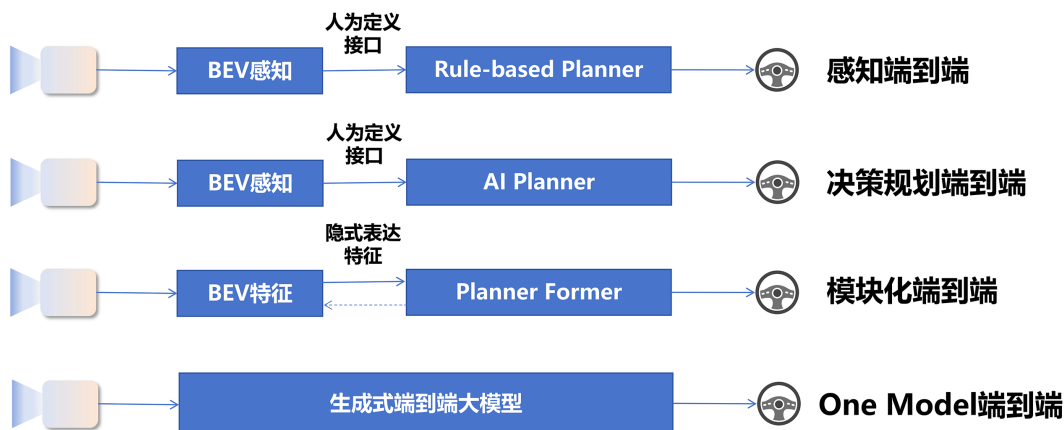 人为定义
接口
BEV感知
Rule-based Planner
感知端到端
人为定义
接口
BEV感知
AI Planner
决策规划端到端
隐式表达
特征
BEV特征
Planner Former
模块化端到端
生成式端到端大模型
One Model端到端